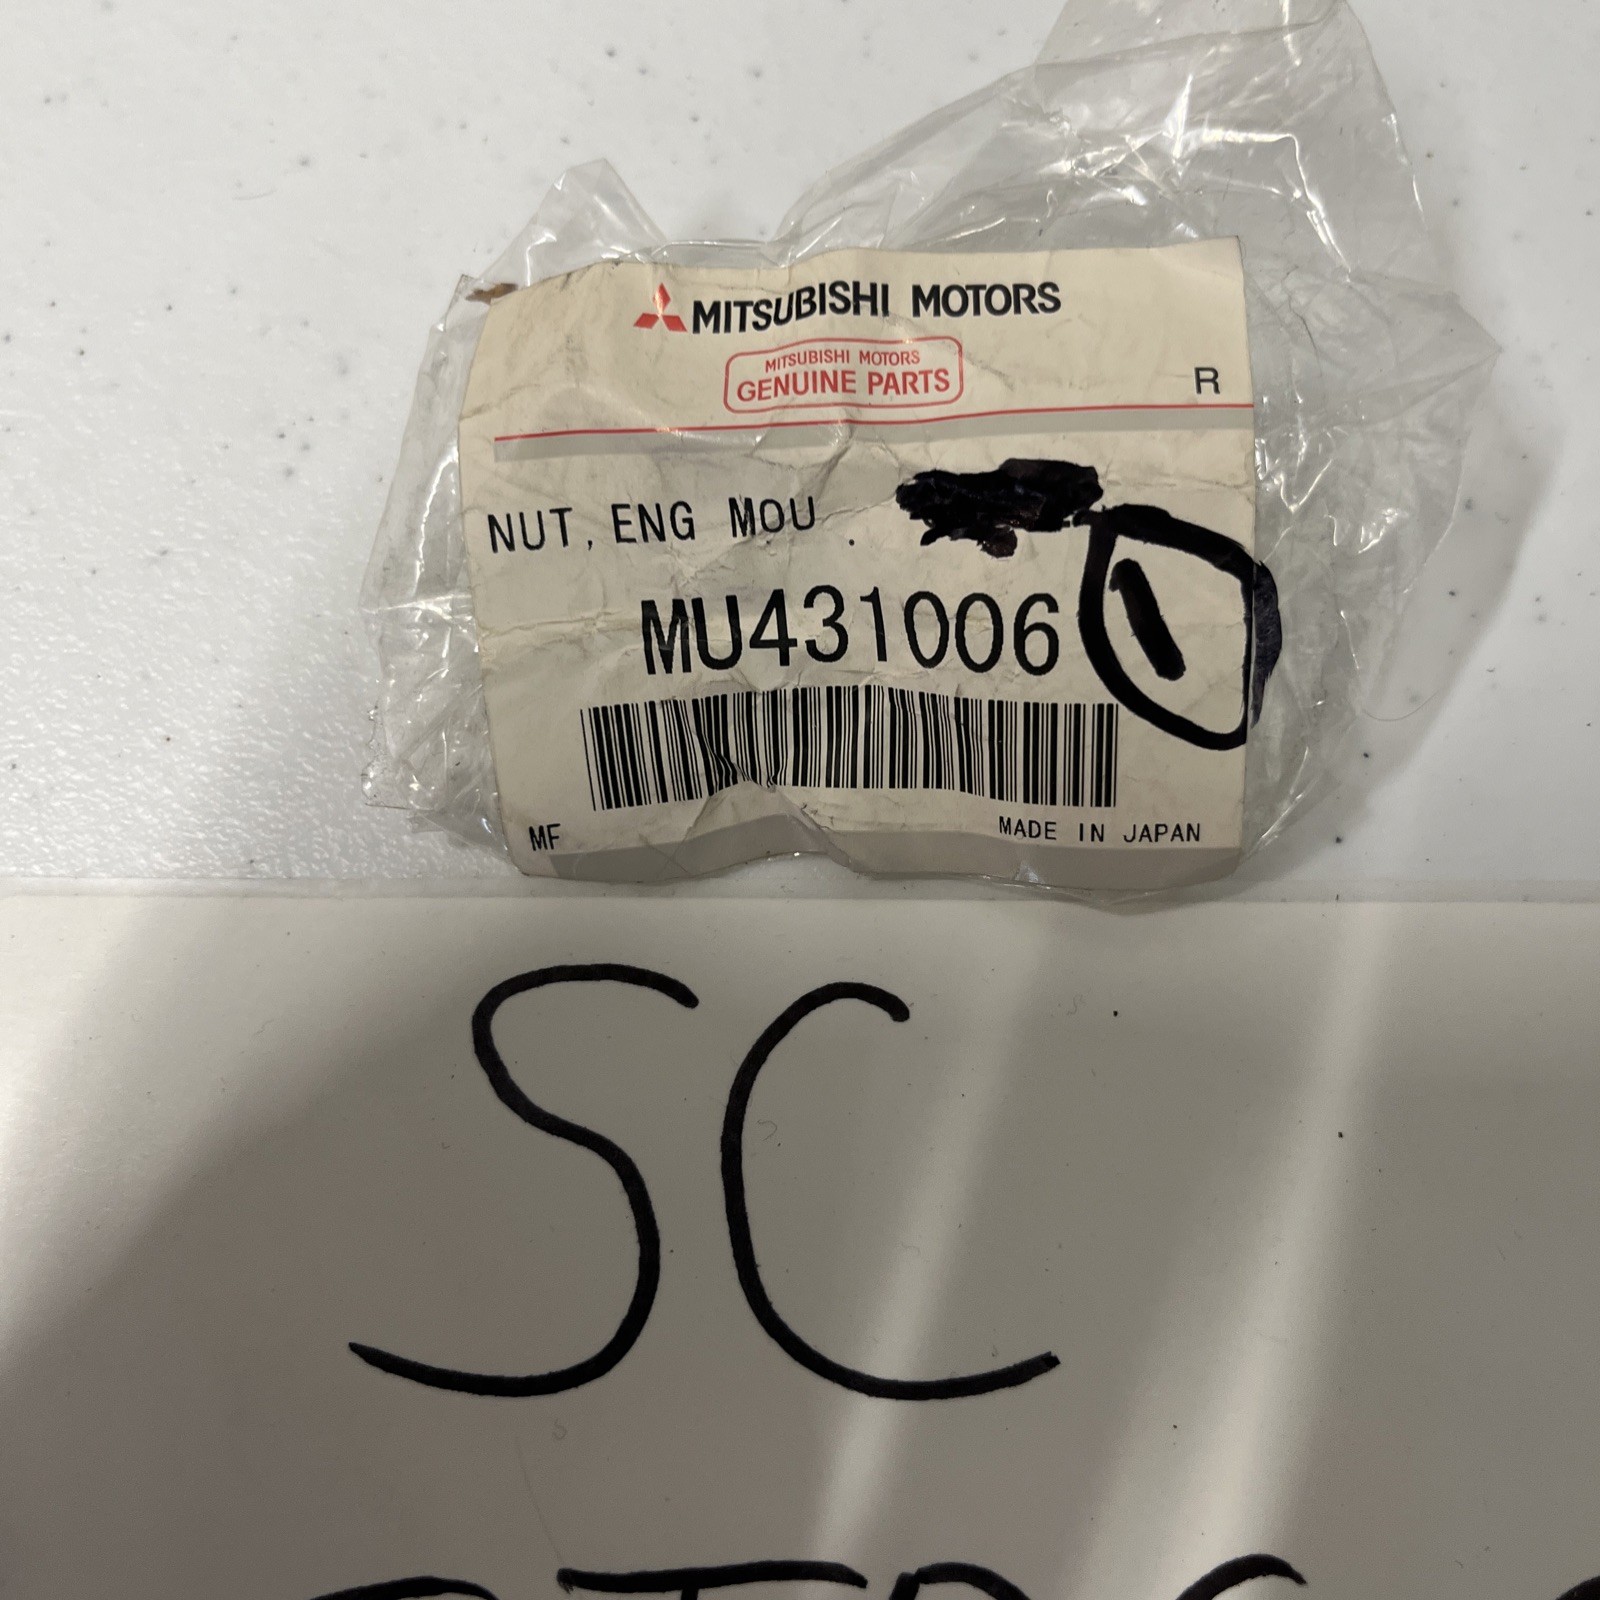 MITSUBISHI MOTORS
MITSUBISHI MOTORS
GENUINE PARTS
R
NUT, ENG MOU .
MU431006
1
MF
MADE IN JAPAN
SC